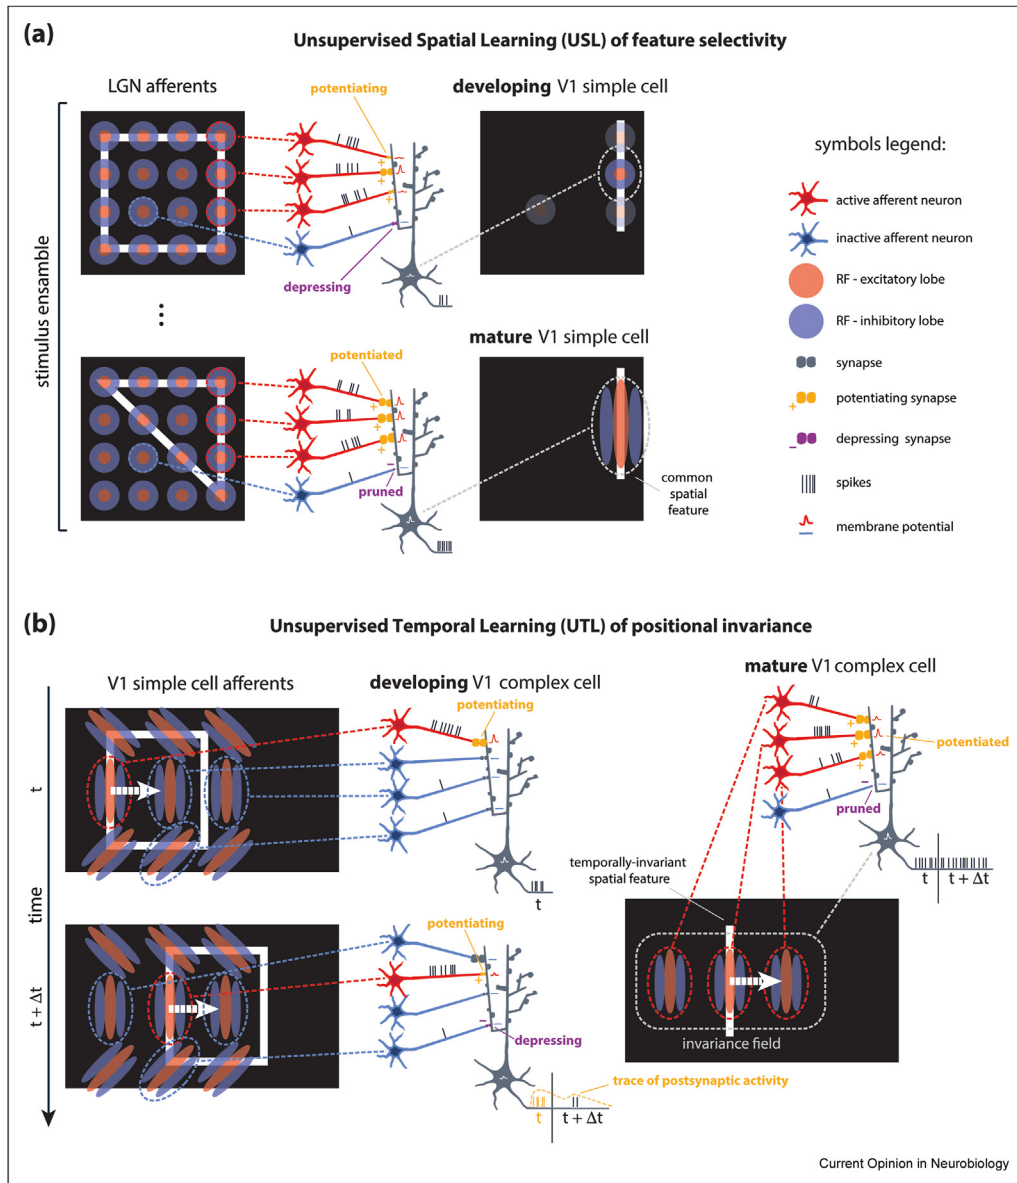 (a)
Unsupervised Spatial Learning (USL) of feature selectivity
LGN afferents
developing V1 simple cell
potentiating
+
+
+
-
depressing
stimulus ensamble
...
mature V1 simple cell
potentiated
+
+
+
-
pruned
common
spatial
feature
symbols legend:
active afferent neuron
inactive afferent neuron
RF - excitatory lobe
RF - inhibitory lobe
synapse
+
potentiating synapse
-
depressing synapse
spikes
membrane potential
(b)
Unsupervised Temporal Learning (UTL) of positional invariance
V1 simple cell afferents
developing V1 complex cell
mature V1 complex cell
potentiating
+
t
t
time
t + Δt
potentiating
+
-
depressing
trace of postsynaptic activity
t
t + Δt
+
+
+
potentiated
-
pruned
t
t + Δt
temporally-invariant
spatial feature
invariance field
Current Opinion in Neurobiology